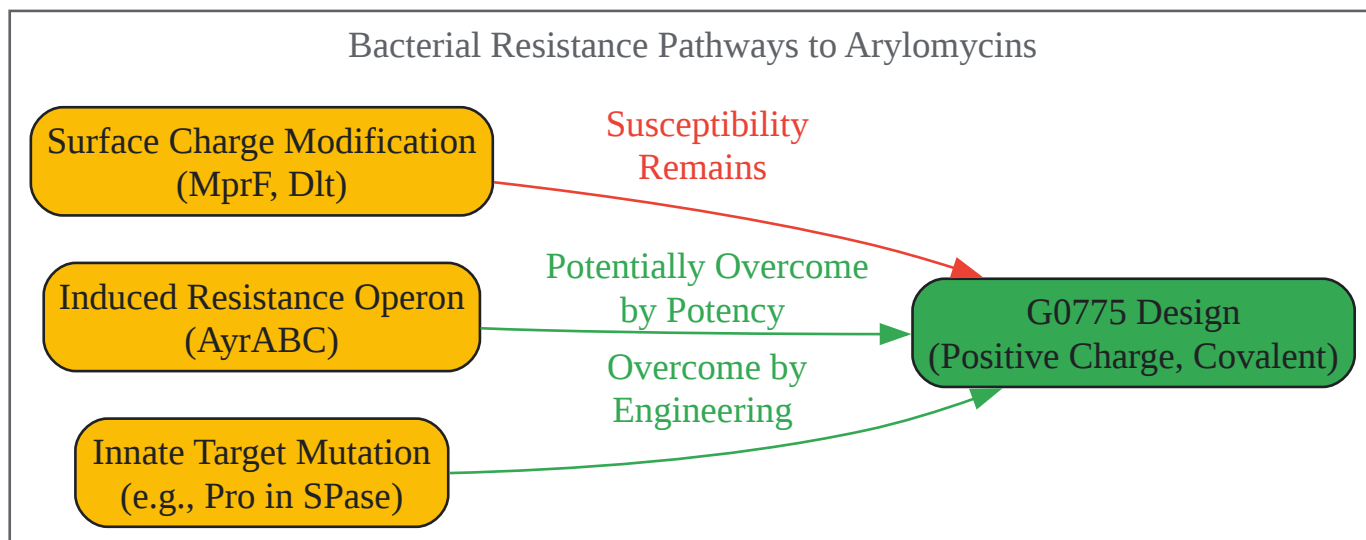 Bacterial Resistance Pathways to Arylomycins
Surface Charge Modification
(MprF, Dlt)
Susceptibility
Remains
Induced Resistance Operon
(AyrABC)
Potentially Overcome
by Potency
G0775 Design
(Positive Charge, Covalent)
Overcome by
Engineering
Innate Target Mutation
(e.g., Pro in SPase)